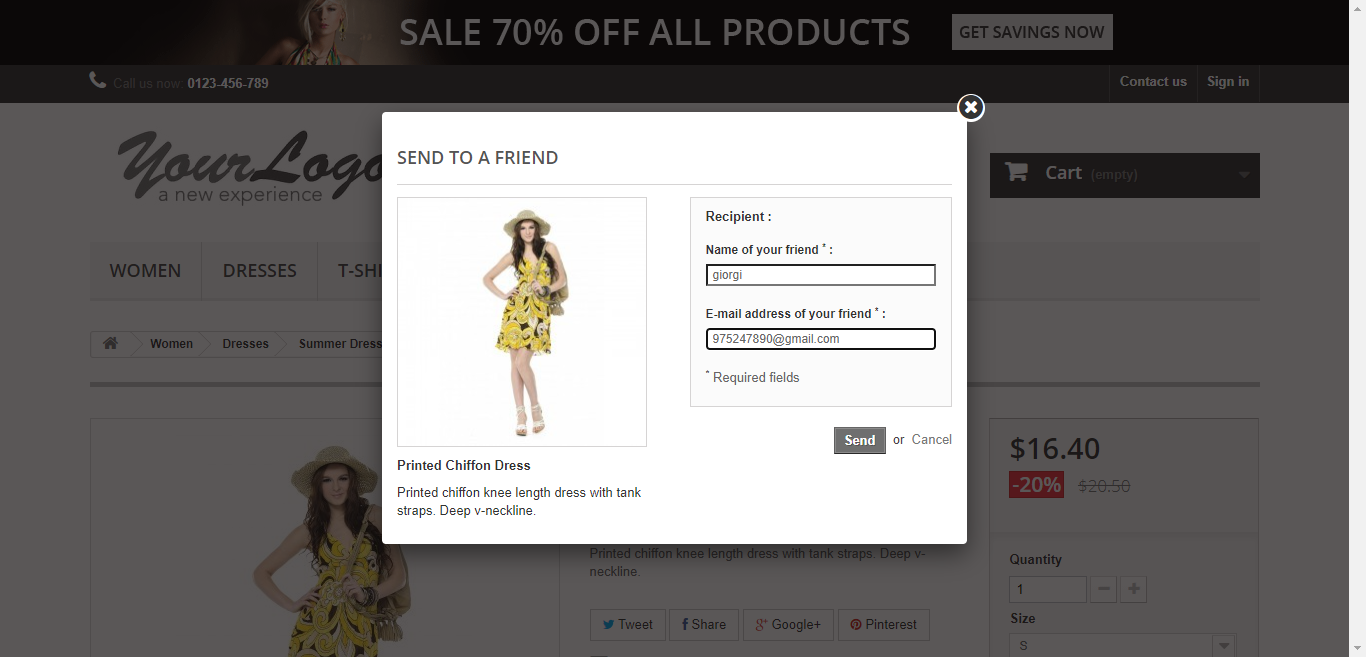 SALE 70% OFF ALL PRODUCTS
GET SAVINGS NOW
Call us now: 0123-456-789
Contact us
Sign in
YourLogo
a new experience
Cart (empty)
WOMEN
DRESSES
T-SHI
Women
Dresses
Summer Dress
SEND TO A FRIEND
Printed Chiffon Dress
Printed chiffon knee length dress with tank
straps. Deep v-neckline.
Recipient :
Name of your friend * :
giorgi
E-mail address of your friend * :
975247890@gmail.com
* Required fields
Send or Cancel
Printed chiffon knee length dress with tank straps. Deep v-
neckline.
Tweet
Share
Google+
Pinterest
$16.40
-20% $20.50
Quantity
1
Size
S